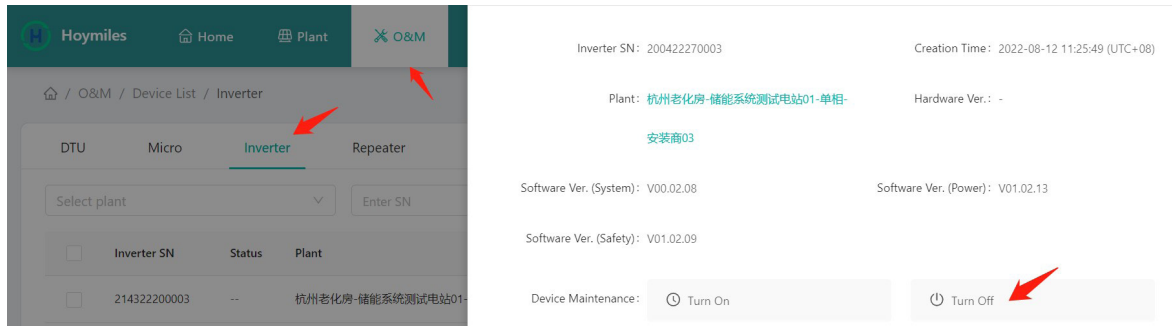 Hoymiles
Home
Plant
O&M
/ O&M / Device List / Inverter
DTU
Micro
Inverter
Repeater
Select plant
Enter SN
Inverter SN
Status
Plant
214322200003
--
杭州老化房-储能系统测试电站01-
Inverter SN: 200422270003
Creation Time: 2022-08-12 11:25:49 (UTC+08)
Plant: 杭州老化房-储能系统测试电站01-单相-
安装商03
Hardware Ver.: -
Software Ver. (System): V00.02.08
Software Ver. (Power): V01.02.13
Software Ver. (Safety): V01.02.09
Device Maintenance:
Turn On
Turn Off